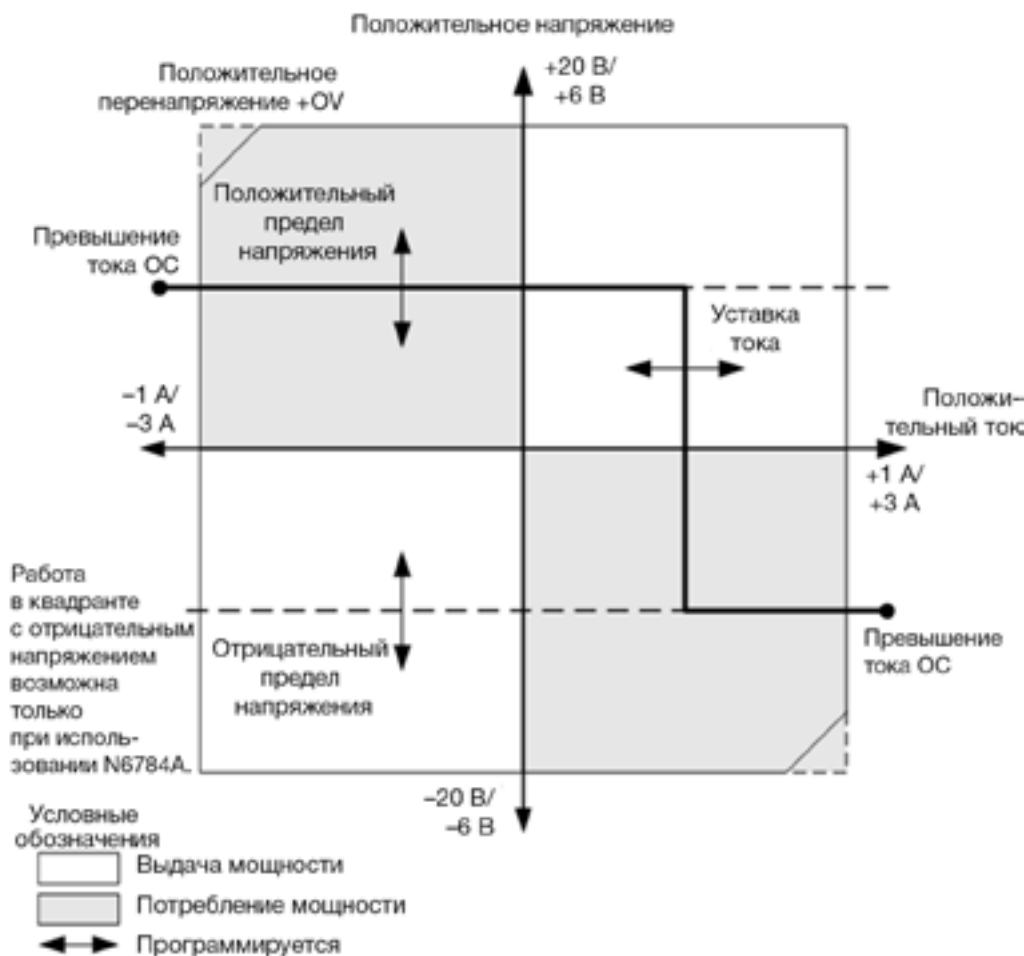 Положительное напряжение
+20 В/
+6 В
Положительное
перенапряжение +OV
Положительный
предел
напряжения
Превышение
тока ОС
Уставка
тока
–1 А/
–3 А
Положи–
тельный ток
+1 А/
+3 А
Работа
в квадранте
с отрицательным
напряжением
возможна
только
при исполь-
зовании N6784A.
Отрицательный
предел
напряжения
Превышение
тока ОС
–20 В/
–6 В
Условные
обозначения
Выдача мощности
Потребление мощности
Программируется